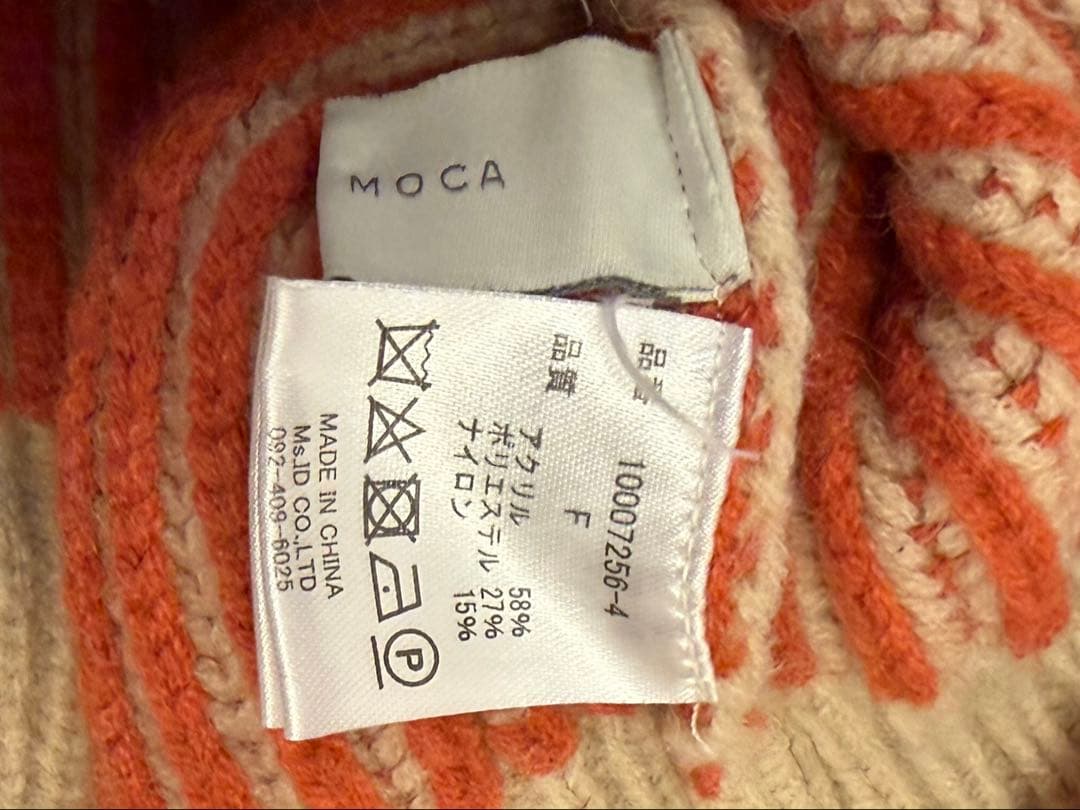 MOCA
品番
10007256-4
F
品質
アクリル 58%
ポリエステル 27%
ナイロン 15%
P
MADE IN CHINA
Ms.ID CO.,LTD
092-409-6025